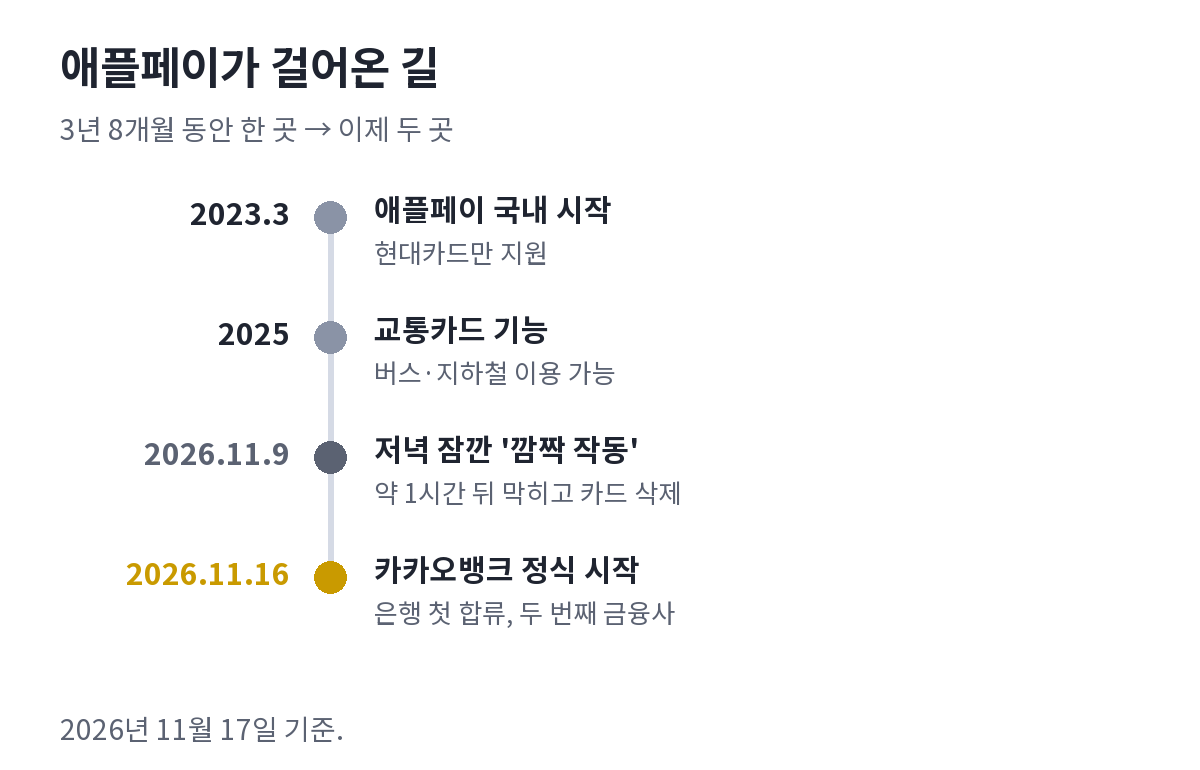 애플페이가 걸어온 길
3년 8개월 동안 한 곳 → 이제 두 곳
2023.3
애플페이 국내 시작
현대카드만 지원
2025
교통카드 기능
버스·지하철 이용 가능
2026.11.9
저녁 잠깐 '깜짝 작동'
약 1시간 뒤 막히고 카드 삭제
2026.11.16
카카오뱅크 정식 시작
은행 첫 합류, 두 번째 금융사
2026년 11월 17일 기준.